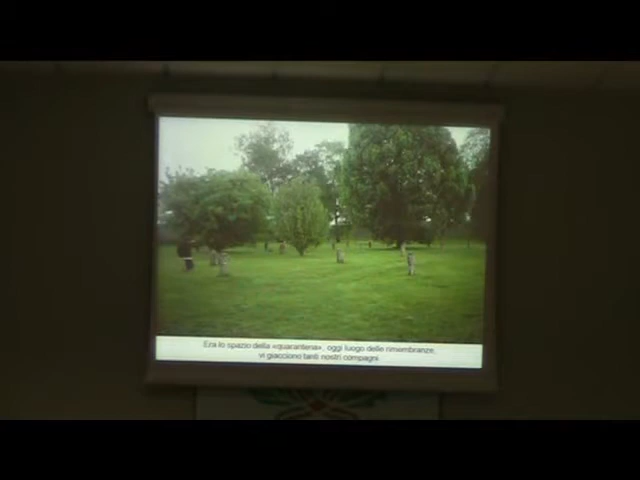 Era lo spazio della «quarantena», oggi luogo delle rimembranze,
vi giacciono tanti nostri compagni